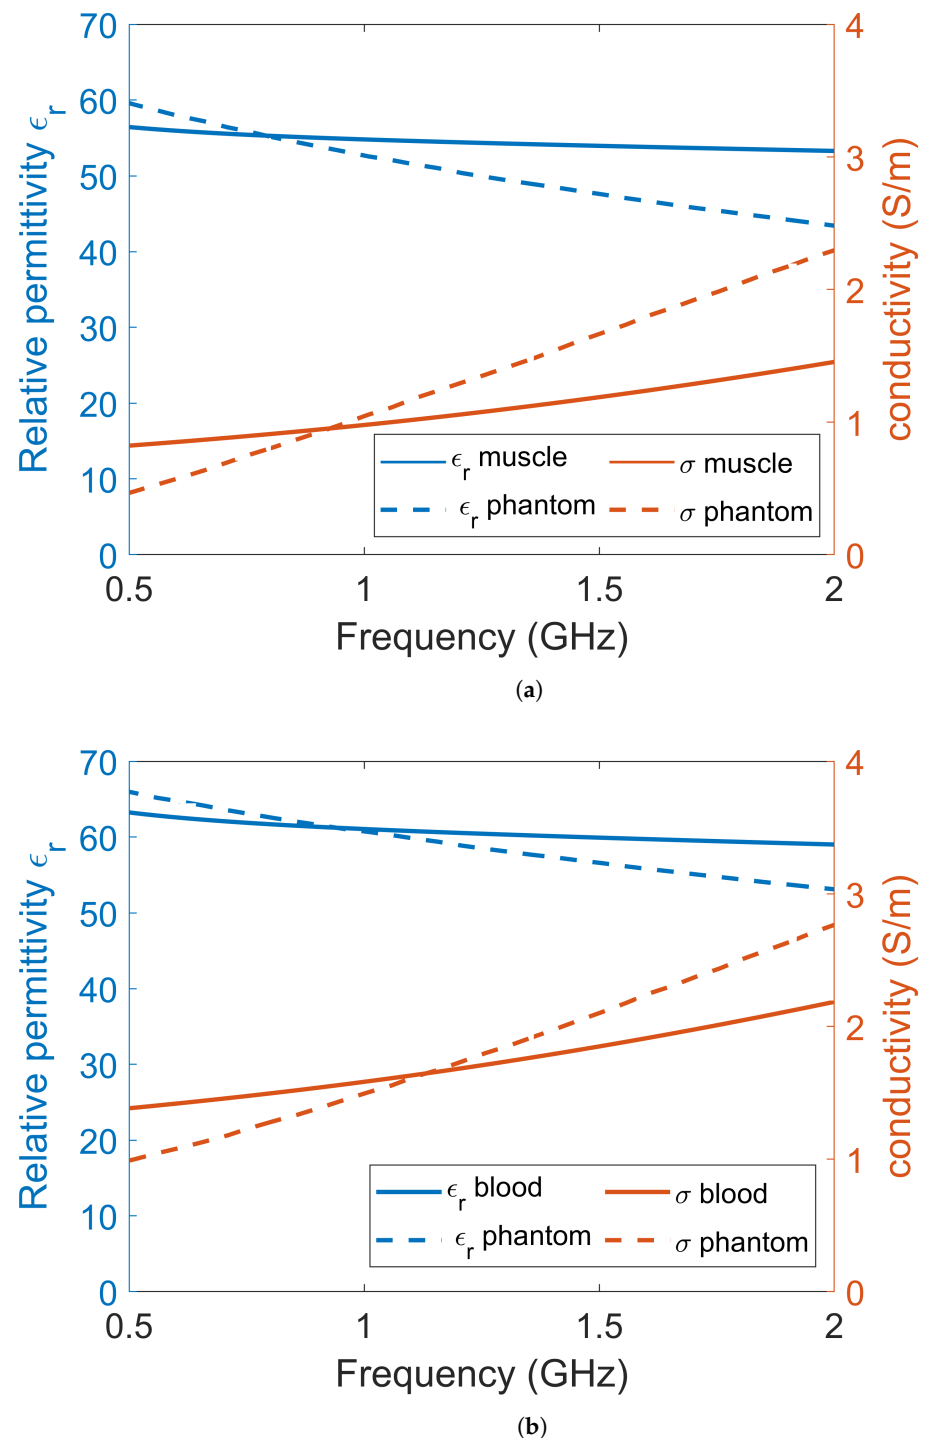 70
60
50
40
30
20
10
0
Relative permittivity ϵr
4
3
2
1
0
conductivity (S/m)
ϵr muscle
σ muscle
ϵr phantom
σ phantom
0.5
1
1.5
2
Frequency (GHz)
(a)
70
60
50
40
30
20
10
0
Relative permittivity ϵr
4
3
2
1
0
conductivity (S/m)
ϵr blood
σ blood
ϵr phantom
σ phantom
0.5
1
1.5
2
Frequency (GHz)
(b)